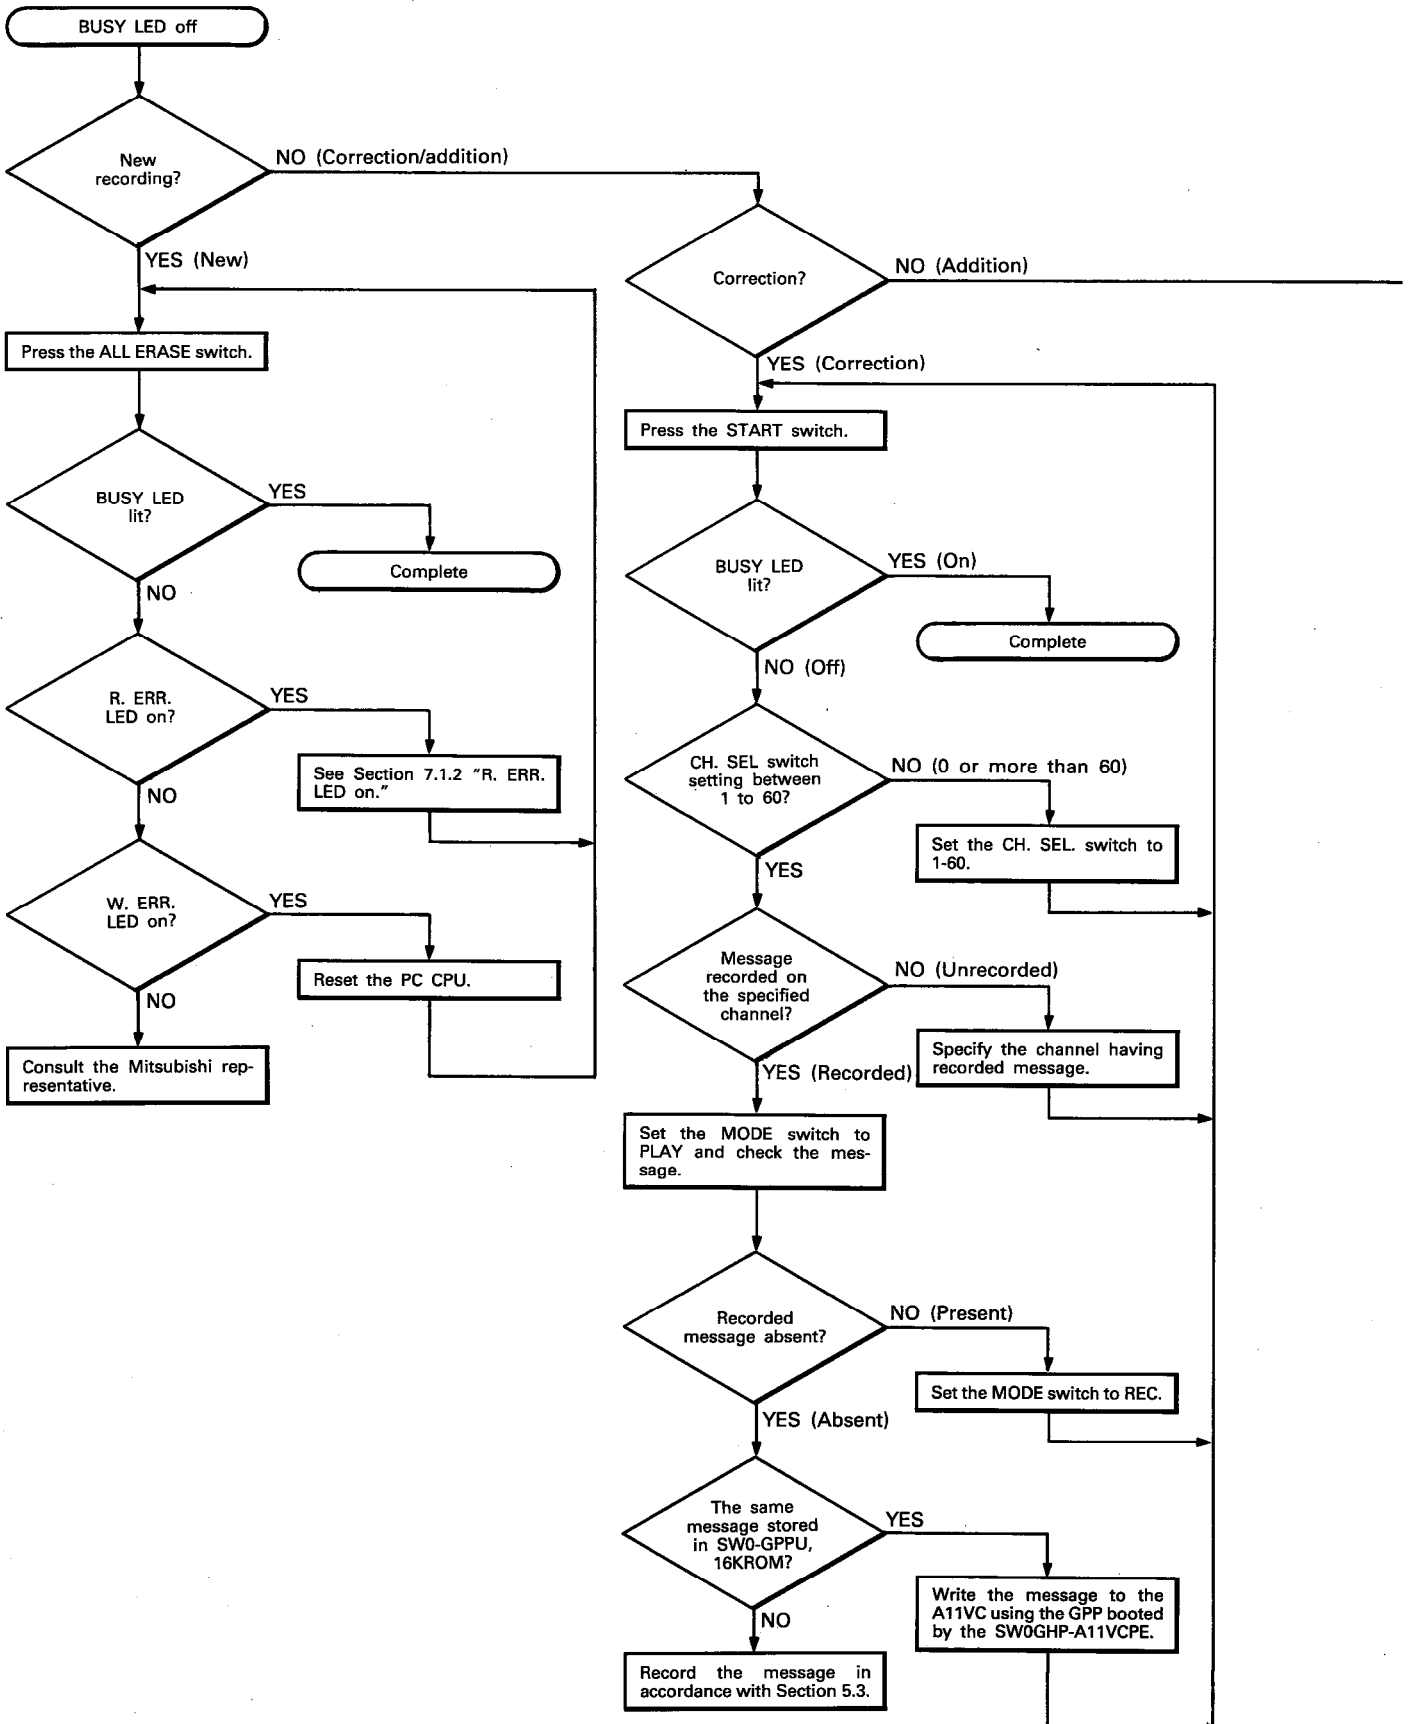 BUSY LED off
New
recording?
NO (Correction/addition)
YES (New)
Press the ALL ERASE switch.
BUSY LED
lit?
YES
Complete
NO
R. ERR.
LED on?
YES
See Section 7.1.2 "R. ERR.
LED on."
NO
W. ERR.
LED on?
YES
Reset the PC CPU.
NO
Consult the Mitsubishi rep-
resentative.
Correction?
NO (Addition)
YES (Correction)
Press the START switch.
BUSY LED
lit?
YES (On)
Complete
NO (Off)
CH. SEL switch
setting between
1 to 60?
NO (0 or more than 60)
Set the CH. SEL. switch to
1-60.
YES
Message
recorded on
the specified
channel?
NO (Unrecorded)
Specify the channel having
recorded message.
YES (Recorded)
Set the MODE switch to
PLAY and check the mes-
sage.
Recorded
message absent?
NO (Present)
Set the MODE switch to REC.
YES (Absent)
The same
message stored
in SW0-GPPU,
16KROM?
YES
Write the message to the
A11VC using the GPP booted
by the SW0GHP-A11VCPE.
NO
Record the message in
accordance with Section 5.3.